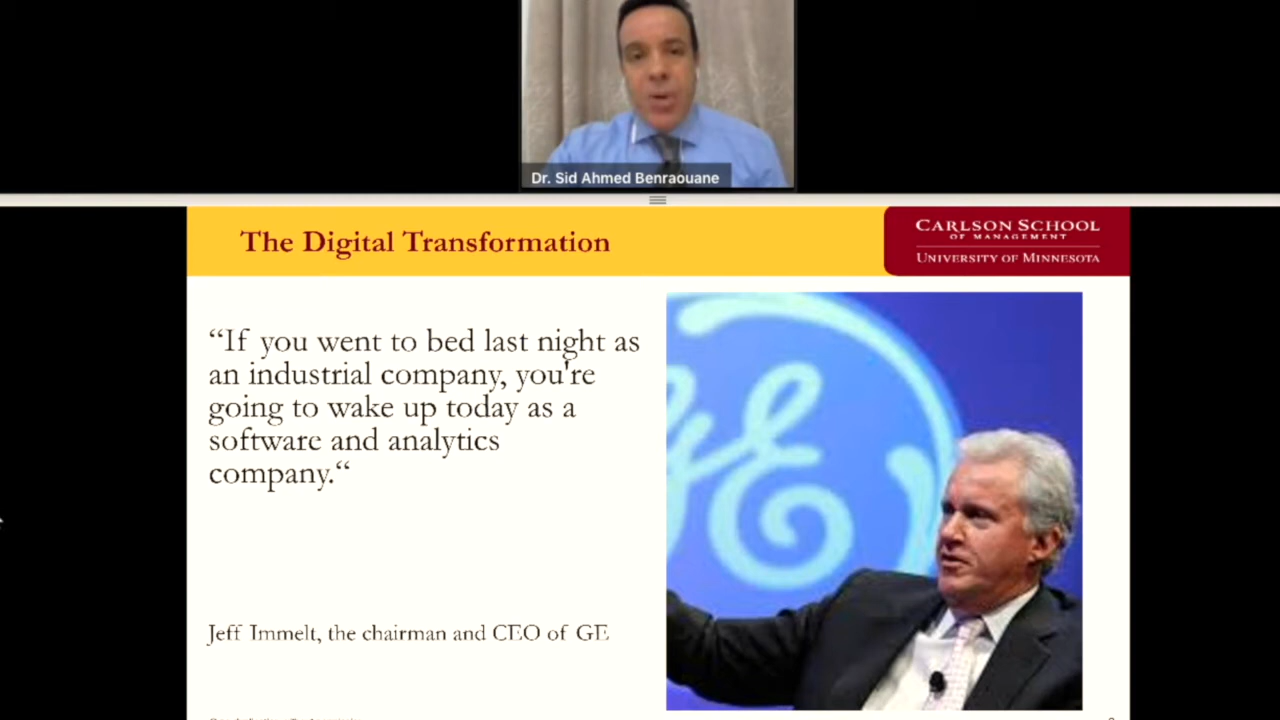 Dr. Sid Ahmed Benraouane
The Digital Transformation
CARLSON SCHOOL
OF MANAGEMENT
UNIVERSITY OF MINNESOTA
“If you went to bed last night as
an industrial company, you're
going to wake up today as a
software and analytics
company.“
GE
Jeff Immelt, the chairman and CEO of GE